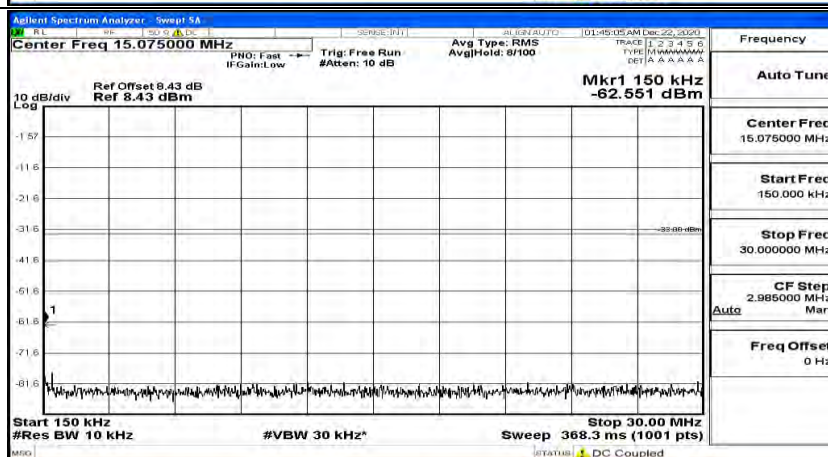 Agilent Spectrum Analyzer - Swept SA
RL RF 50 Ω DC SENSE:INT ALIGN AUTO 01:45:05 AM Dec 22, 2020
Center Freq 15.075000 MHz
PNO: Fast
IFGain:Low
Trig: Free Run
#Atten: 10 dB
Avg Type: RMS
Avg|Hold: 8/100
TRACE 1 2 3 4 5 6
TYPE MWWWWW
DET A A A A A A
Ref Offset 8.43 dB
Ref 8.43 dBm
10 dB/div
Log
Mkr1 150 kHz
-62.551 dBm
-1.57
-11.6
-21.6
-31.6
-33.00 dBm
-41.6
-51.6
1
-61.6
-71.6
-81.6
Start 150 kHz
Stop 30.00 MHz
#Res BW 10 kHz
#VBW 30 kHz*
Sweep 368.3 ms (1001 pts)
MSG
STATUS DC Coupled
Frequency
Auto Tune
Center Freq
15.075000 MHz
Start Freq
150.000 kHz
Stop Freq
30.000000 MHz
CF Step
2.985000 MHz
Auto Man
Freq Offset
0 Hz